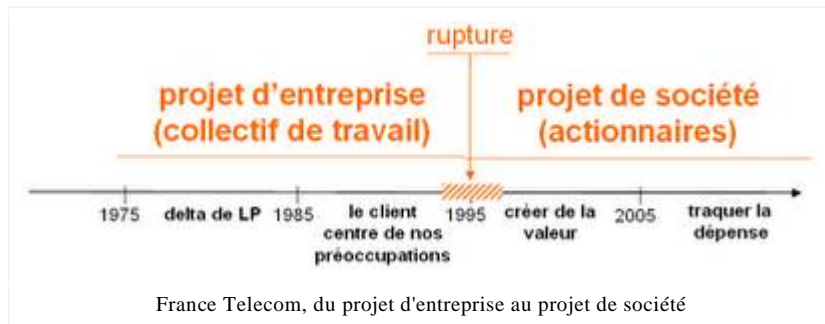 rupture
projet d'entreprise
(collectif de travail)
projet de société
(actionnaires)
1975
delta de LP
1985
le client
centre de nos
préoccupations
1995
créer de la
valeur
2005
traquer la
dépense
France Telecom, du projet d'entreprise au projet de société